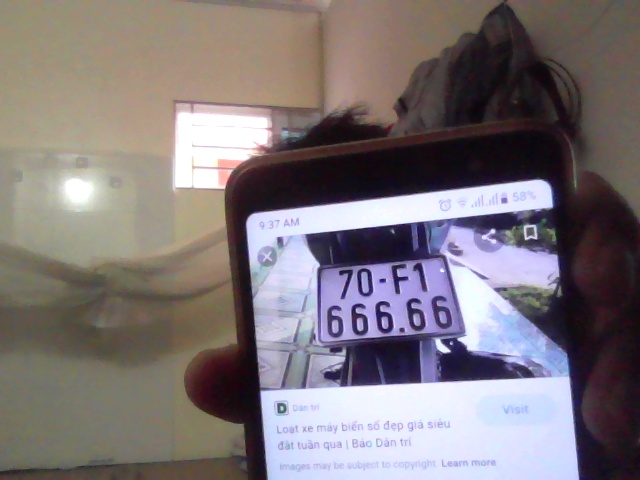 9:37 AM 58%
70-F1
666.66
Dân trí
Visit
Loạt xe máy biển số đẹp giá siêu
đắt tuần qua | Báo Dân trí
Images may be subject to copyright. Learn more